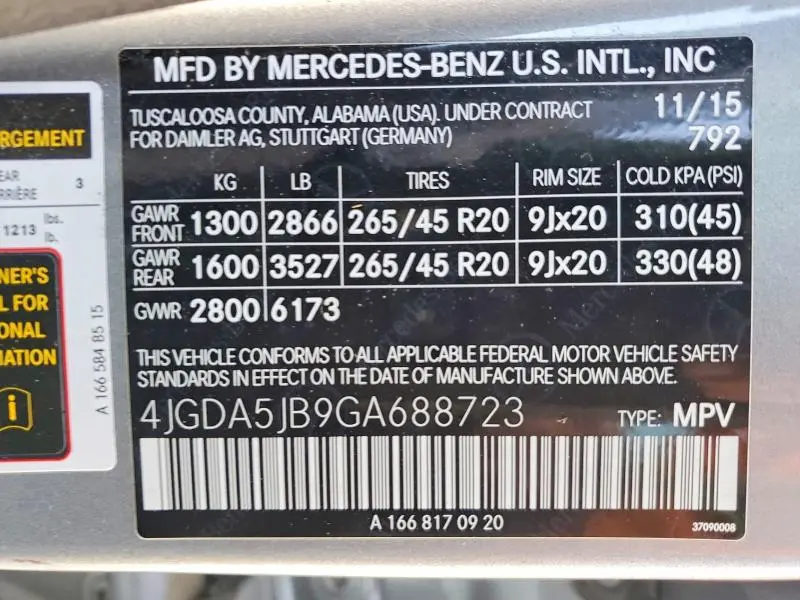 MFD BY MERCEDES-BENZ U.S. INTL., INC
TUSCALOOSA COUNTY, ALABAMA (USA). UNDER CONTRACT
FOR DAIMLER AG, STUTTGART (GERMANY)
11/15
792
KG LB TIRES RIM SIZE COLD KPA (PSI)
GAWR FRONT 1300 2866 265/45 R20 9Jx20 310(45)
GAWR REAR 1600 3527 265/45 R20 9Jx20 330(48)
GVWR 2800 6173
THIS VEHICLE CONFORMS TO ALL APPLICABLE FEDERAL MOTOR VEHICLE SAFETY
STANDARDS IN EFFECT ON THE DATE OF MANUFACTURE SHOWN ABOVE.
4JGDA5JB9GA688723 TYPE: MPV
A 166 817 09 20
37090008
3
1213 lbs.
lb.
FOR
A 166 584 85 15
i